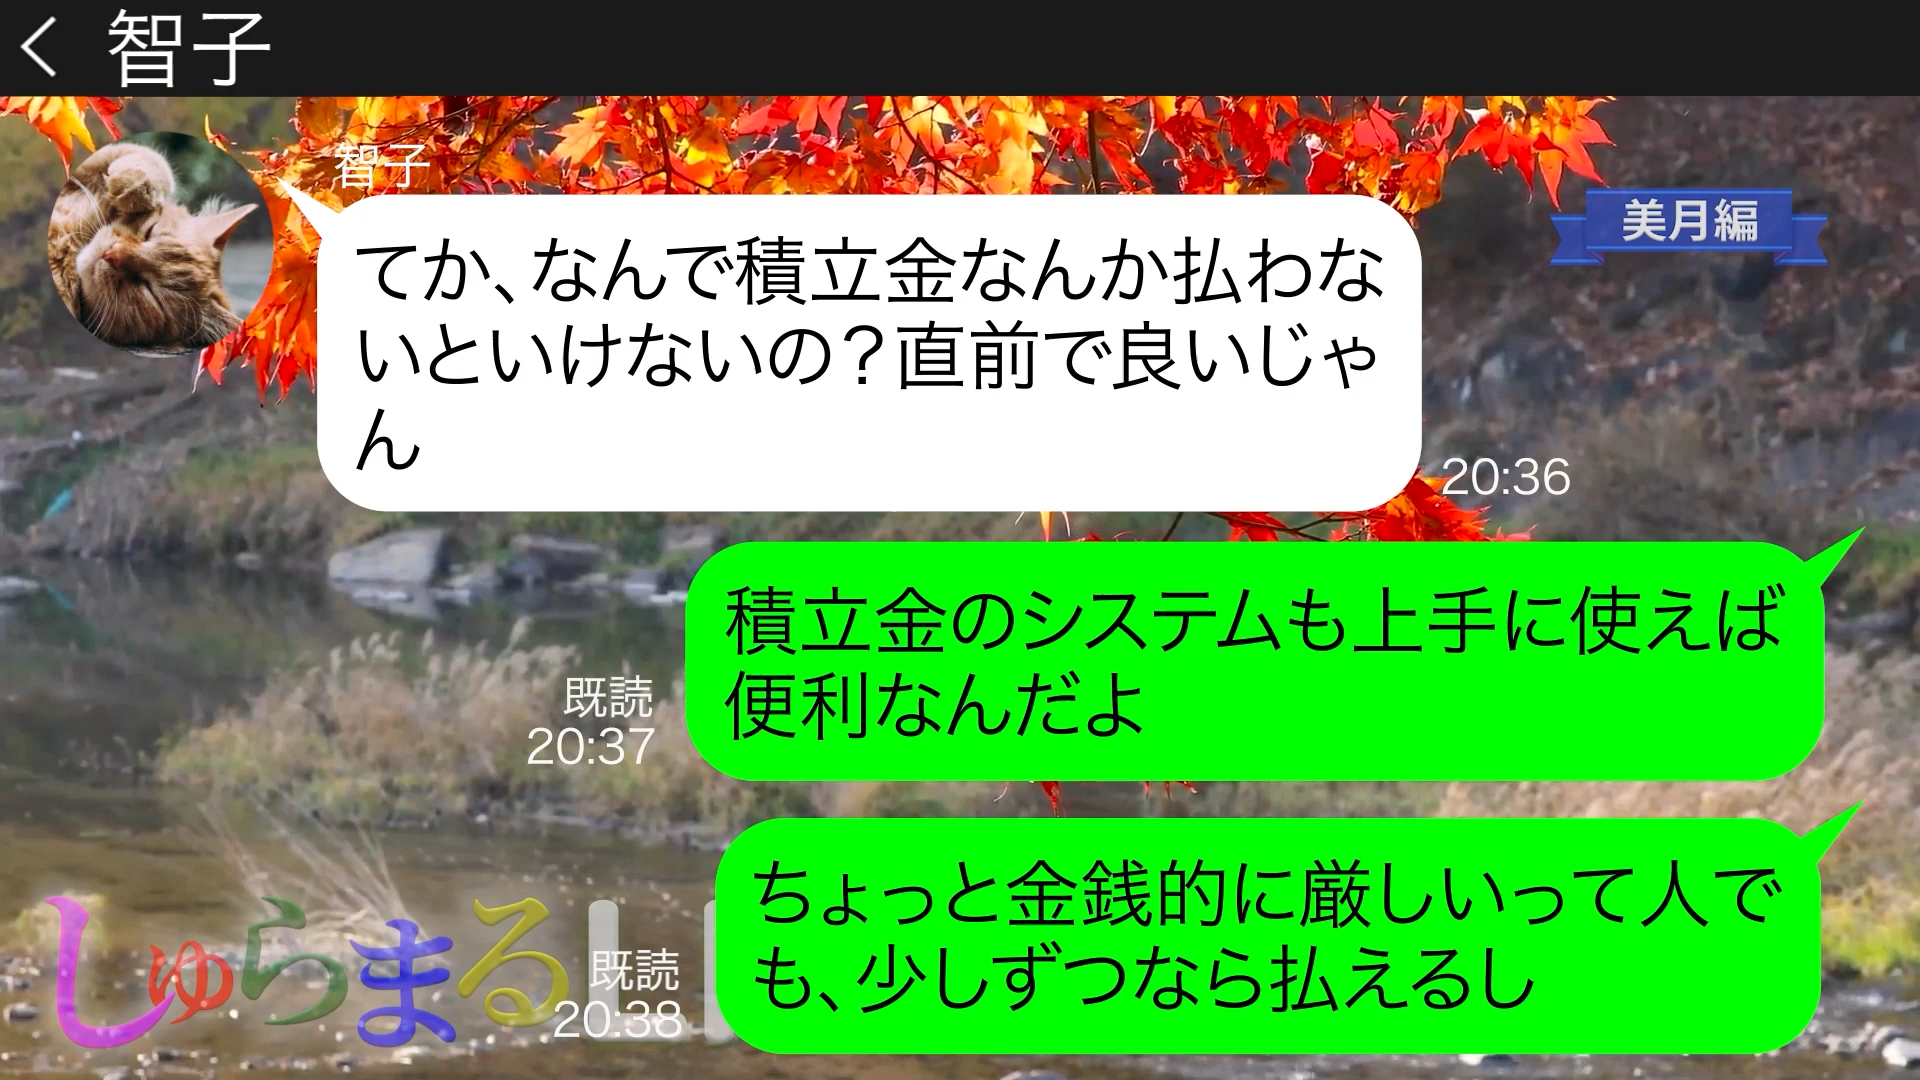 智子
智子
美月編
てか、なんで積立金なんか払わな
いといけないの？直前で良いじゃ
ん
20:36
積立金のシステムも上手に使えば
便利なんだよ
既読
20:37
ちょっと金銭的に厳しいって人で
も、少しずつなら払えるし
既読
20:38
しゅらまる